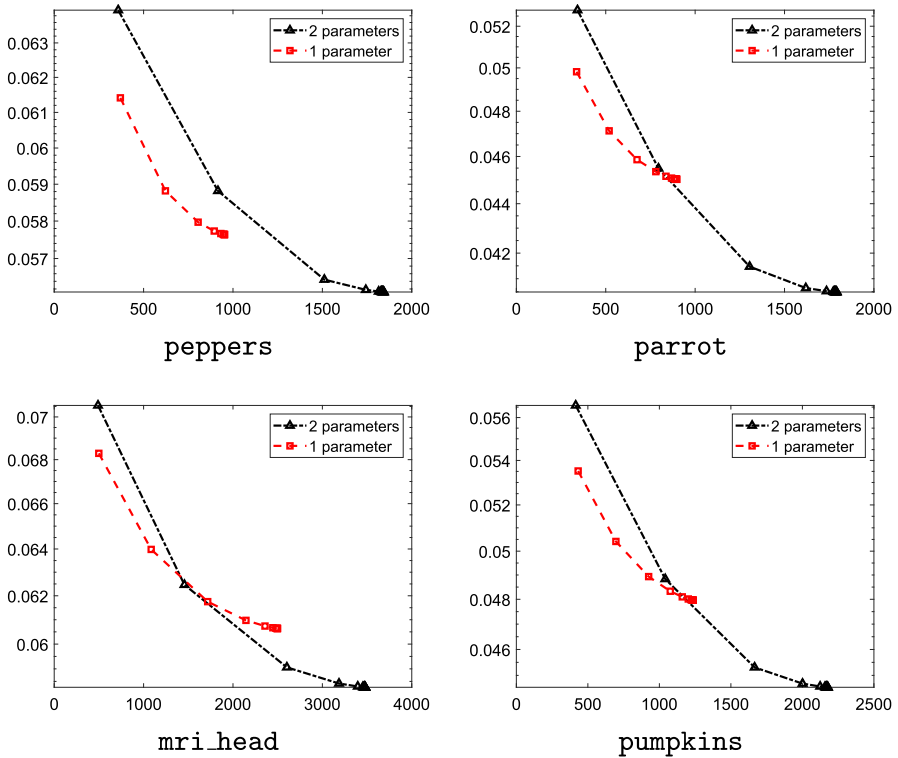 2 parameters
1 parameter
0.063
0.062
0.061
0.06
0.059
0.058
0.057
0 500 1000 1500 2000
peppers
2 parameters
1 parameter
0.052
0.05
0.048
0.046
0.044
0.042
0 500 1000 1500 2000
parrot
2 parameters
1 parameter
0.07
0.068
0.066
0.064
0.062
0.06
0 1000 2000 3000 4000
mri_head
2 parameters
1 parameter
0.056
0.054
0.052
0.05
0.048
0.046
0 500 1000 1500 2000 2500
pumpkins